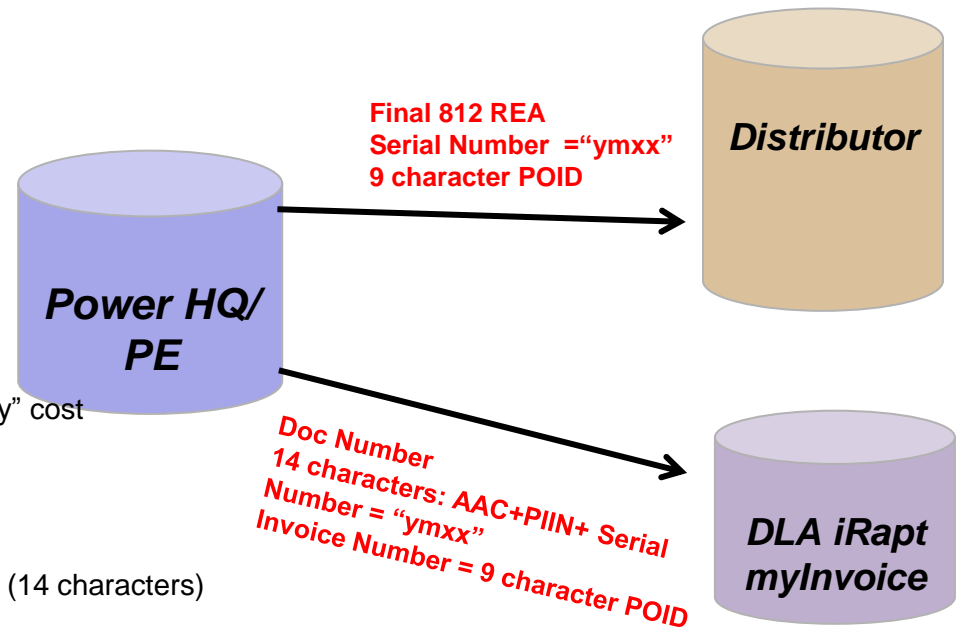 Final 812 REA
Serial Number =“ymxx”
9 character POID
Distributor
Power HQ/
PE
y” cost
Doc Number
14 characters: AAC+PIIN+ Serial
Number = “ymxx”
Invoice Number = 9 character POID
DLA iRapt
myInvoice
(14 characters)